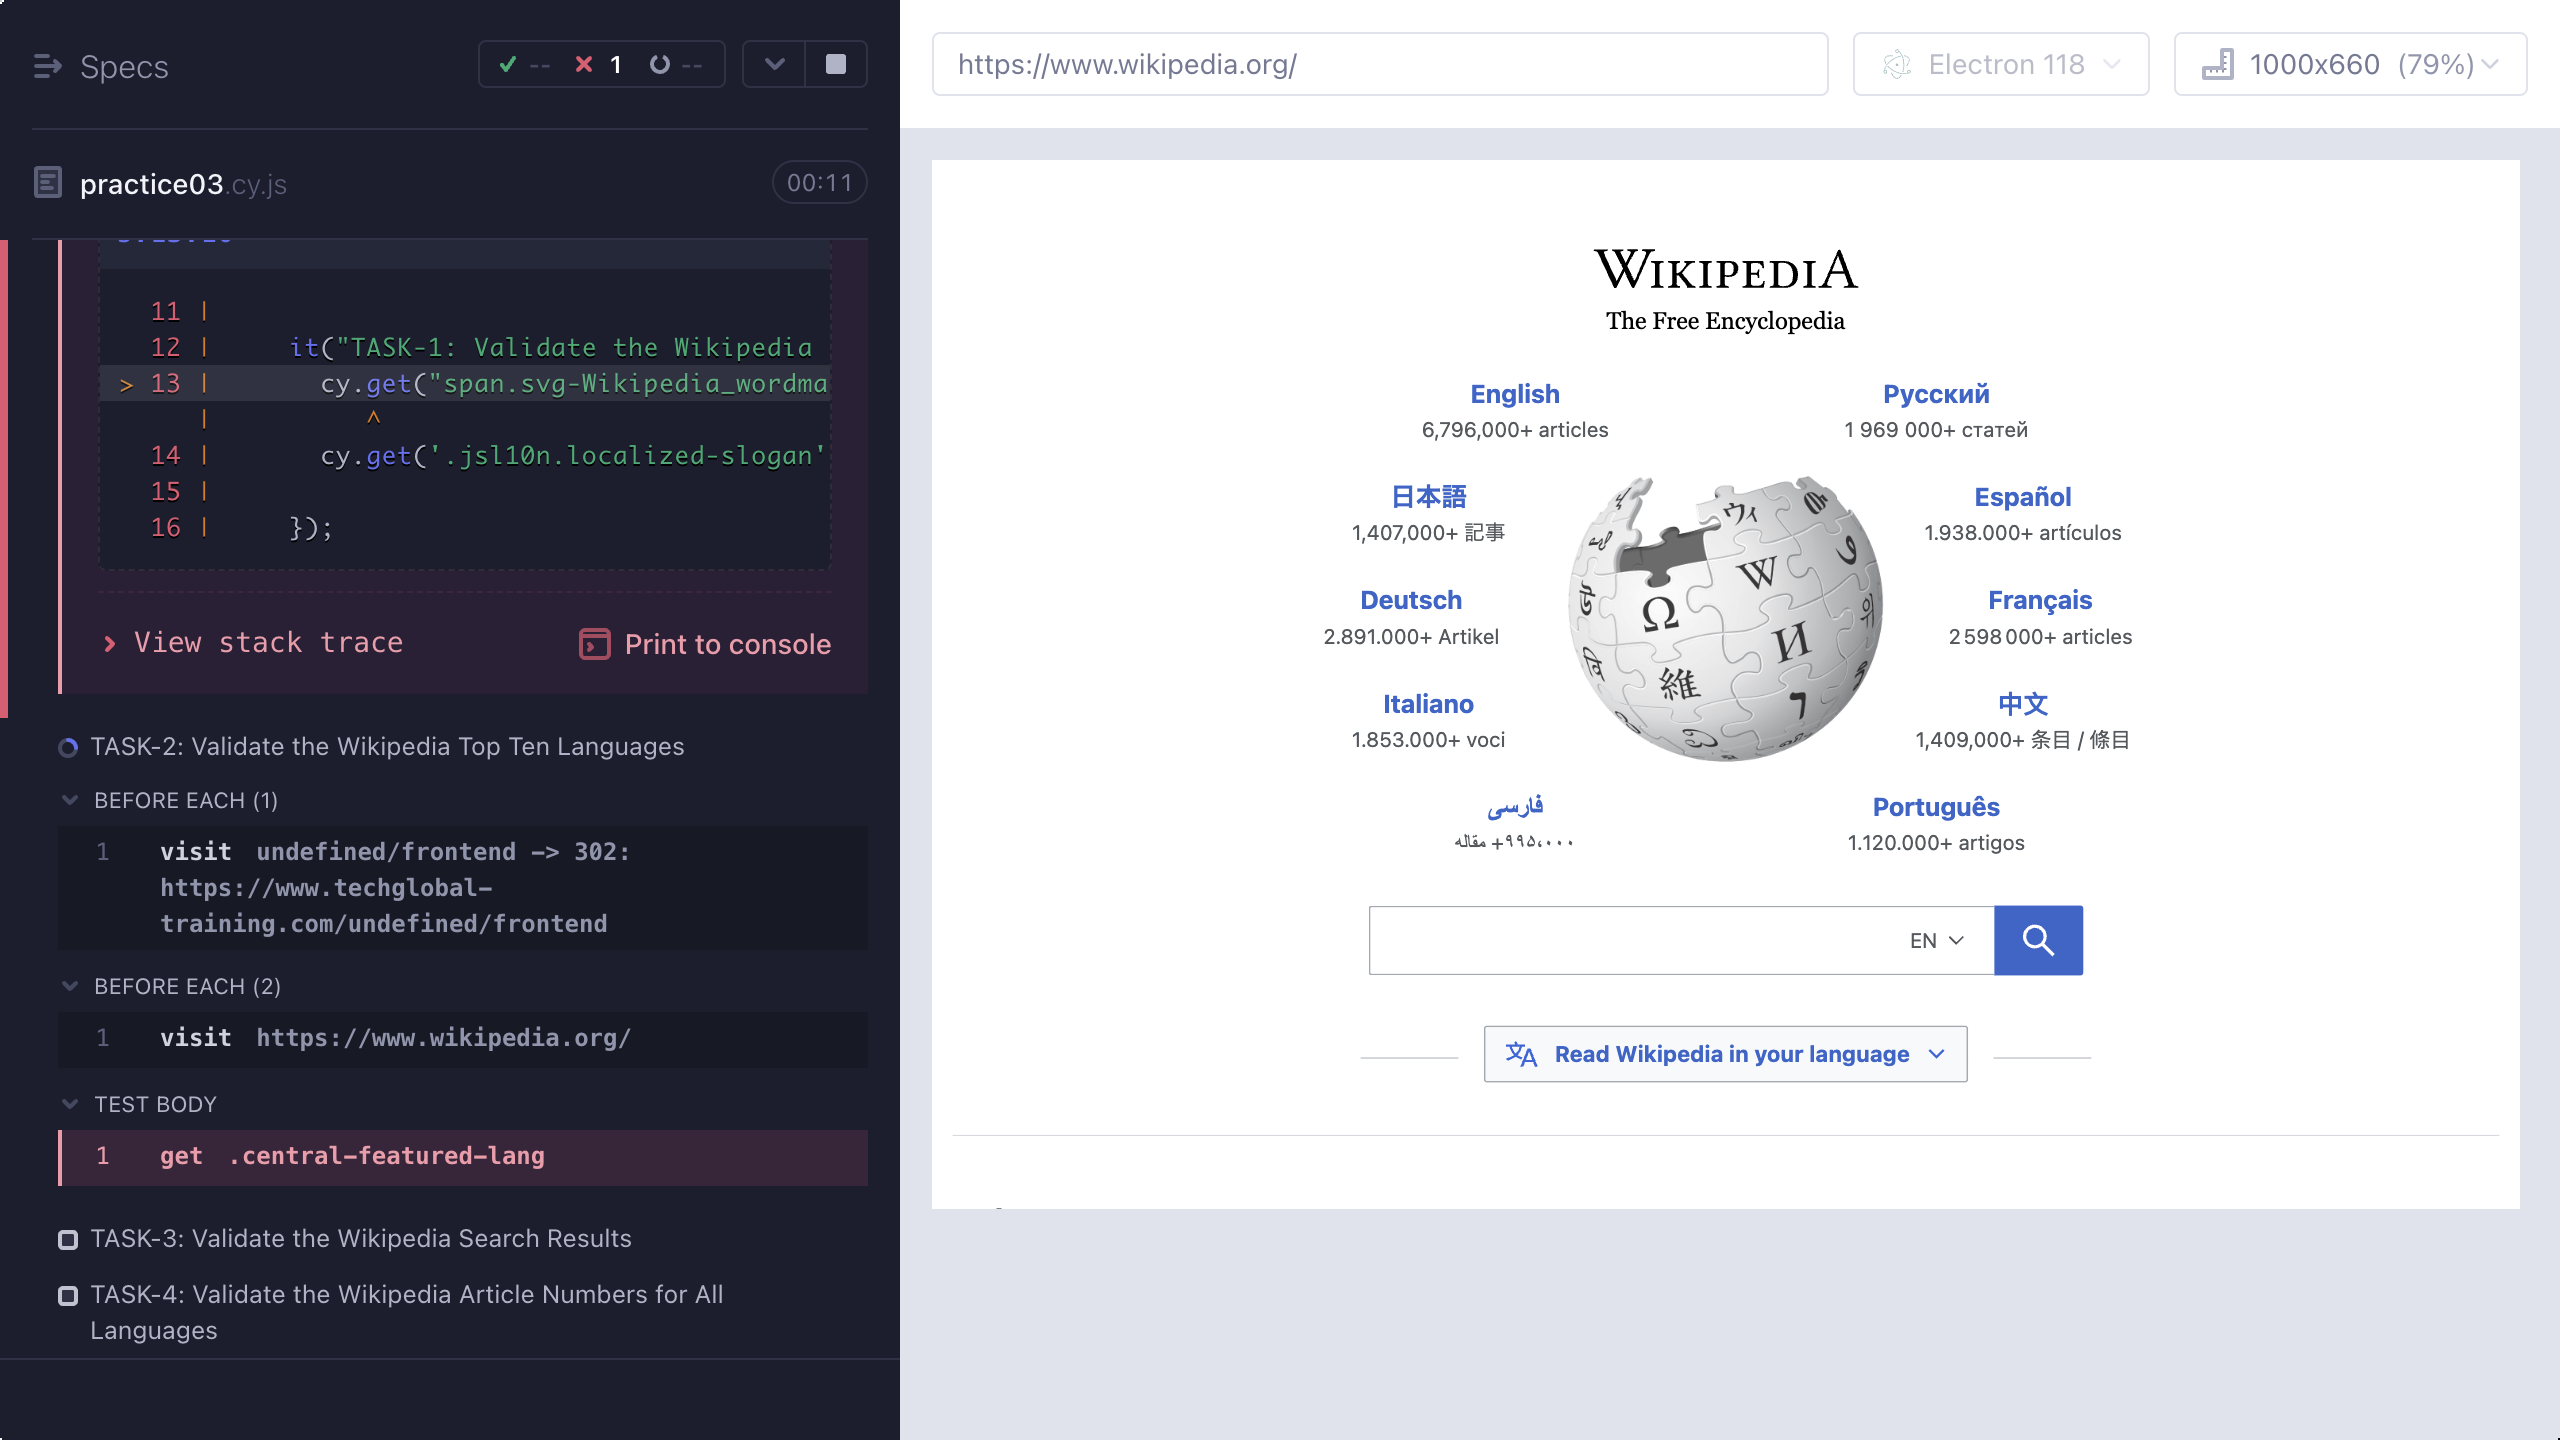 Specs
-- 1 --
practice03.cy.js
00:11
11 |
12 | it("TASK-1: Validate the Wikipedia
> 13 | cy.get("span.svg-Wikipedia_wordma
| ^
14 | cy.get('.jsl10n.localized-slogan'
15 |
16 | });
View stack trace
Print to console
TASK-2: Validate the Wikipedia Top Ten Languages
BEFORE EACH (1)
1 visit undefined/frontend -> 302:
https://www.techglobal-
training.com/undefined/frontend
BEFORE EACH (2)
1 visit https://www.wikipedia.org/
TEST BODY
1 get .central-featured-lang
TASK-3: Validate the Wikipedia Search Results
TASK-4: Validate the Wikipedia Article Numbers for All
Languages
https://www.wikipedia.org/
Electron 118
1000x660 (79%)
WIKIPEDIA
The Free Encyclopedia
English
6,796,000+ articles
Русский
1 969 000+ статей
日本語
1,407,000+ 記事
Español
1.938.000+ artículos
Deutsch
2.891.000+ Artikel
Français
2 598 000+ articles
Italiano
1.853.000+ voci
中文
1,409,000+ 条目 / 條目
فارسی
۹۹۵٬۰۰۰+ مقاله
Português
1.120.000+ artigos
Ω
W
И
維
ウィ
EN
Read Wikipedia in your language